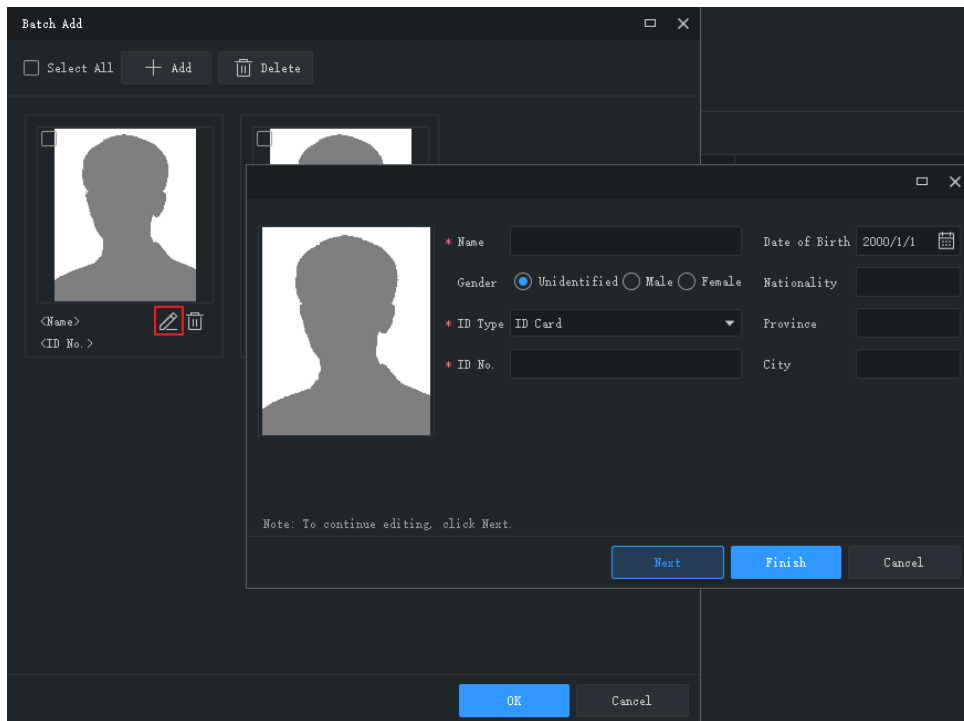 Batch Add
Select All
Add
Delete
<Name>
<ID No.>
* Name
Date of Birth 2000/1/1
Gender Unidentified Male Female
Nationality
* ID Type ID Card
Province
* ID No.
City
Note: To continue editing, click Next.
Next
Finish
Cancel
OK
Cancel